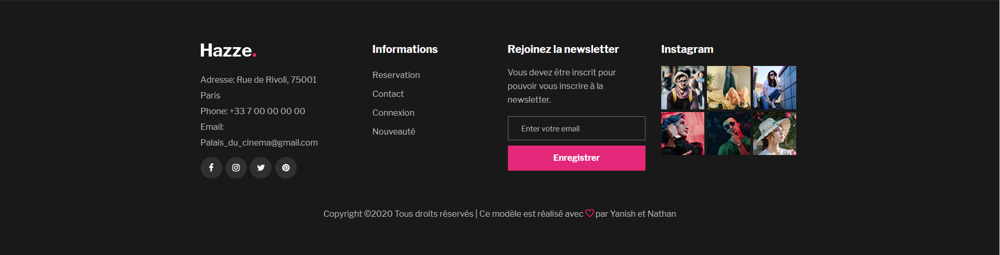 Hazze.
Adresse: Rue de Rivoli, 75001
Paris
Phone: +33 7 00 00 00 00
Email:
Palais_du_cinema@gmail.com
Informations
Reservation
Contact
Connexion
Nouveauté
Rejoinez la newsletter
Vous devez être inscrit pour
pouvoir vous inscrire à la
newsletter.
Enter votre email
Enregistrer
Instagram
Copyright ©2020 Tous droits réservés | Ce modèle est réalisé avec ♡ par Yanish et Nathan